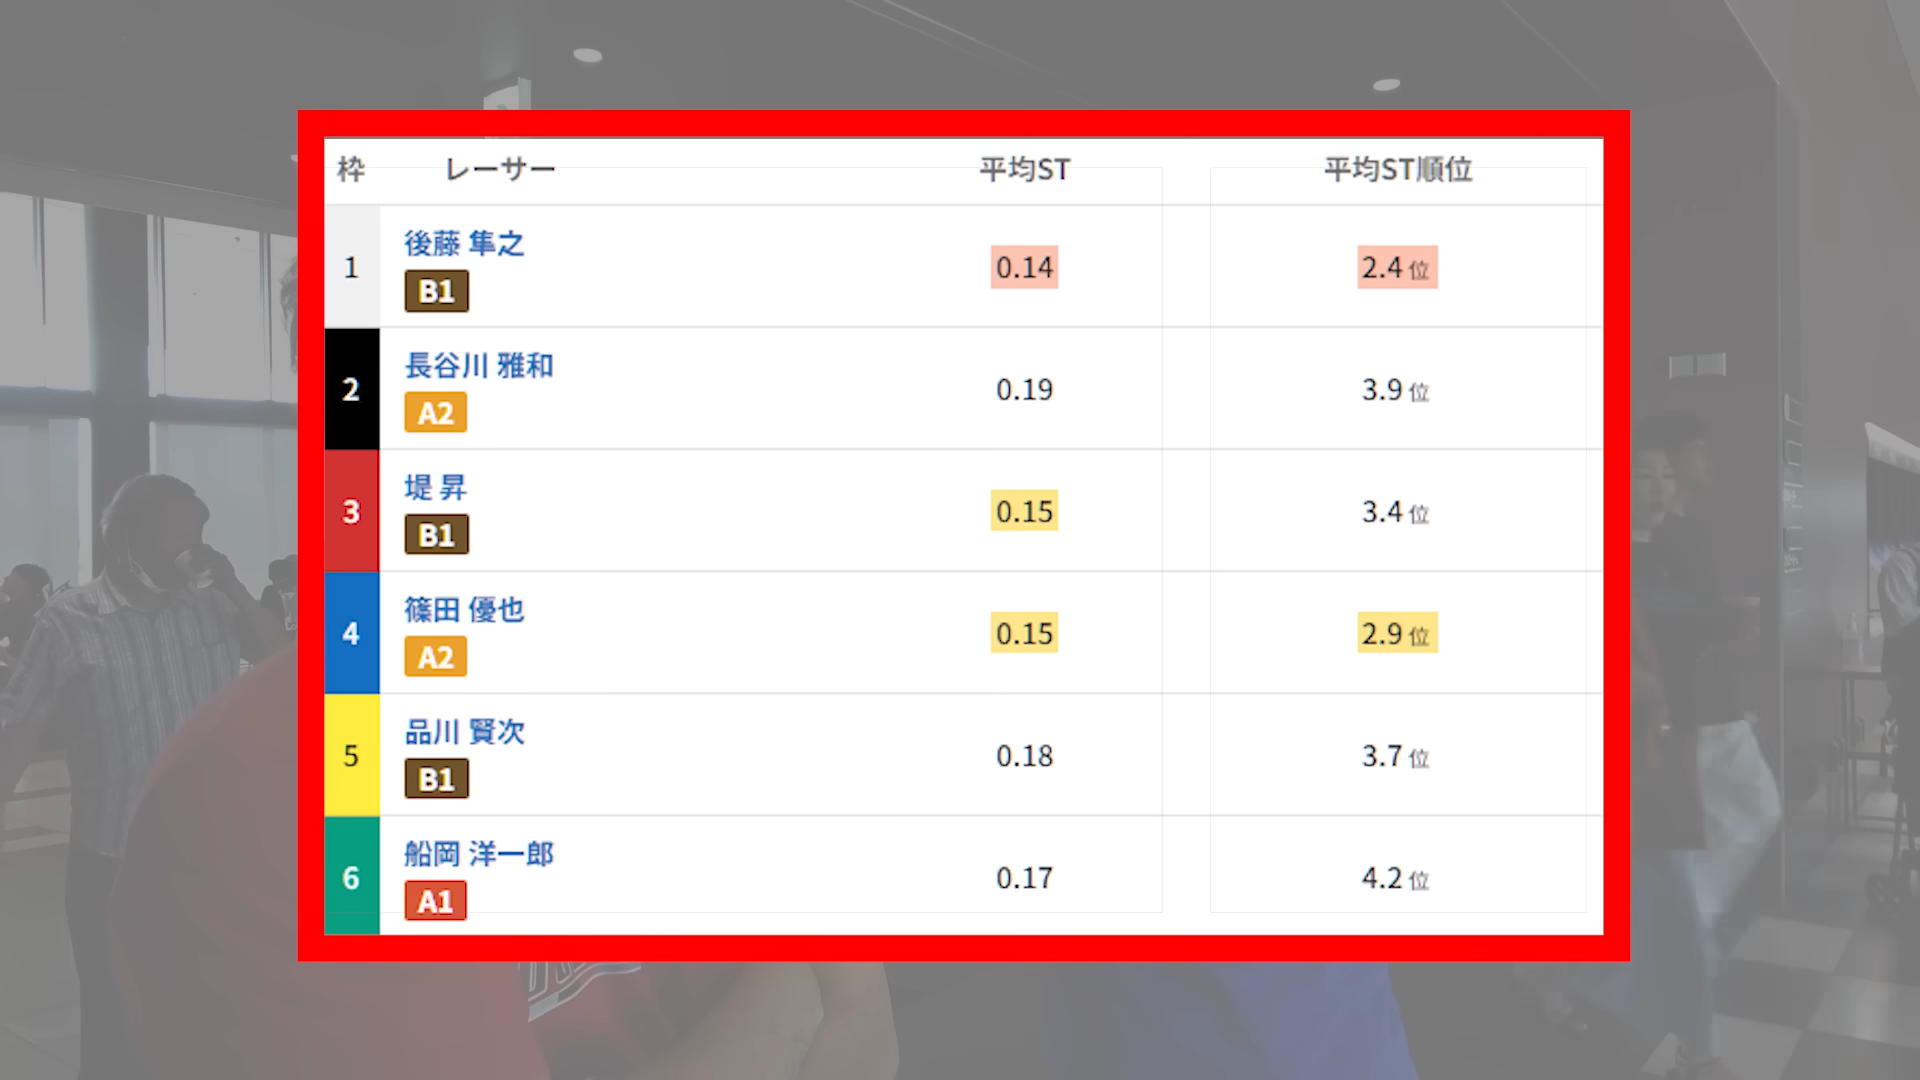 枠 レーサー 平均ST 平均ST順位
1 後藤 隼之 0.14 2.4位
B1
2 長谷川 雅和 0.19 3.9位
A2
3 堤 昇 0.15 3.4位
B1
4 篠田 優也 0.15 2.9位
A2
5 品川 賢次 0.18 3.7位
B1
6 船岡 洋一郎 0.17 4.2位
A1